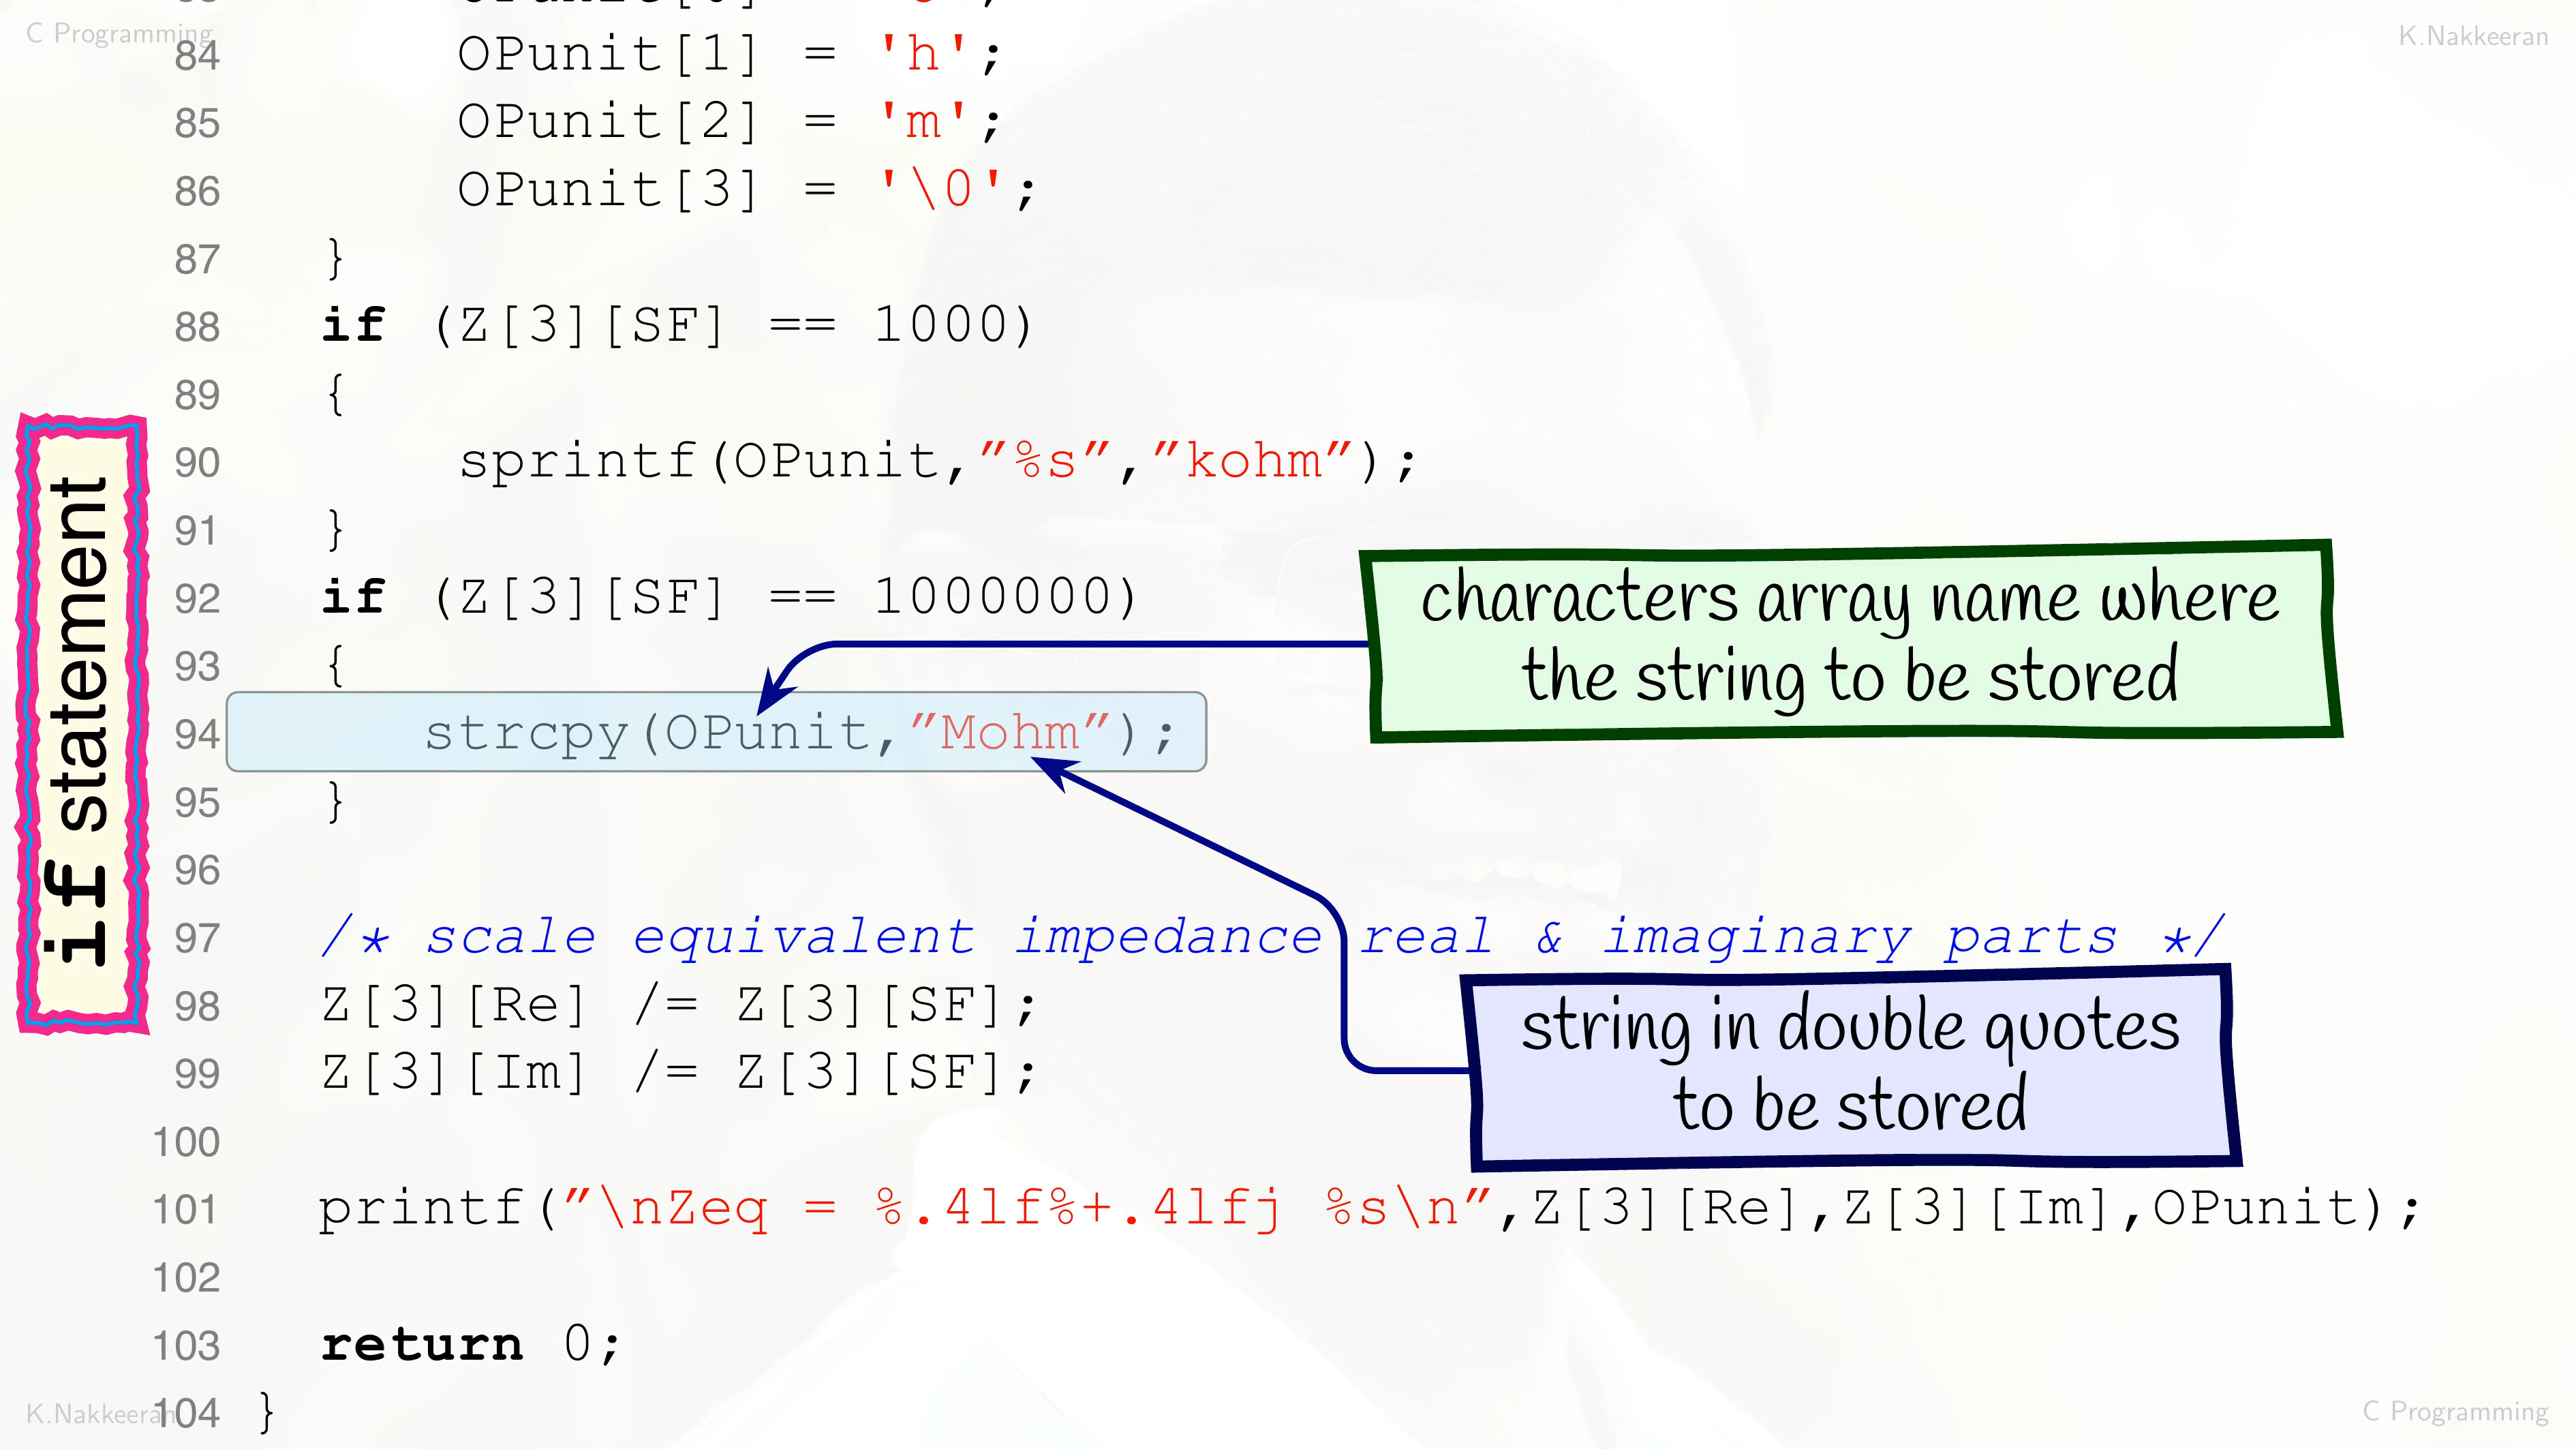 C Programming
K.Nakkeeran
84 OPunit[1] = 'h';
85 OPunit[2] = 'm';
86 OPunit[3] = '\0';
87 }
88 if (Z[3][SF] == 1000)
89 {
90 sprintf(OPunit,"%s","kohm");
91 }
92 if (Z[3][SF] == 1000000)
93 {
94 strcpy(OPunit,"Mohm");
95 }
96
97 /* scale equivalent impedance real & imaginary parts */
98 Z[3][Re] /= Z[3][SF];
99 Z[3][Im] /= Z[3][SF];
100
101 printf("\nZeq = %.4lf%+.4lfj %s\n",Z[3][Re],Z[3][Im],OPunit);
102
103 return 0;
104 }
if statement
characters array name where
the string to be stored
string in double quotes
to be stored
K.Nakkeeran
C Programming